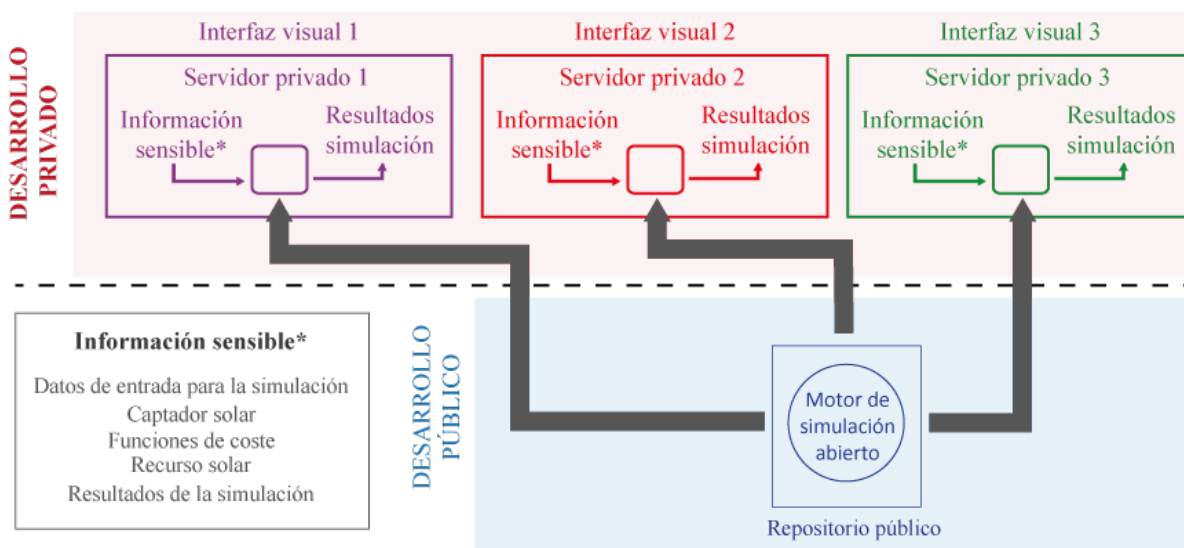 DESARROLLO
PRIVADO
Interfaz visual 1
Servidor privado 1
Información
sensible*
Resultados
simulación
Interfaz visual 2
Servidor privado 2
Información
sensible*
Resultados
simulación
Interfaz visual 3
Servidor privado 3
Información
sensible*
Resultados
simulación
Información sensible*
Datos de entrada para la simulación
Captador solar
Funciones de coste
Recurso solar
Resultados de la simulación
DESARROLLO
PÚBLICO
Motor de
simulación
abierto
Repositorio público